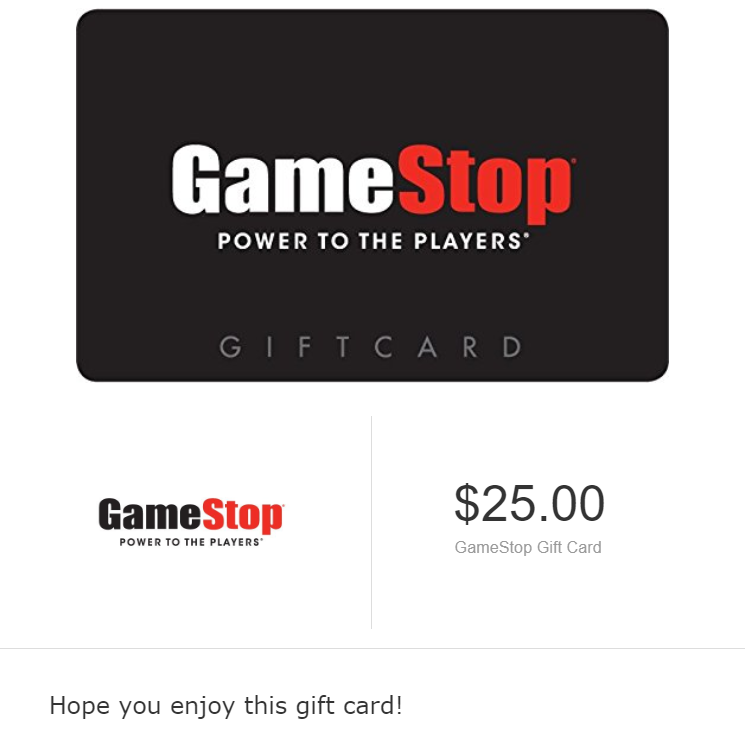 GameStop
POWER TO THE PLAYERS®
GIFTCARD
GameStop
POWER TO THE PLAYERS®
$25.00
GameStop Gift Card
Hope you enjoy this gift card!